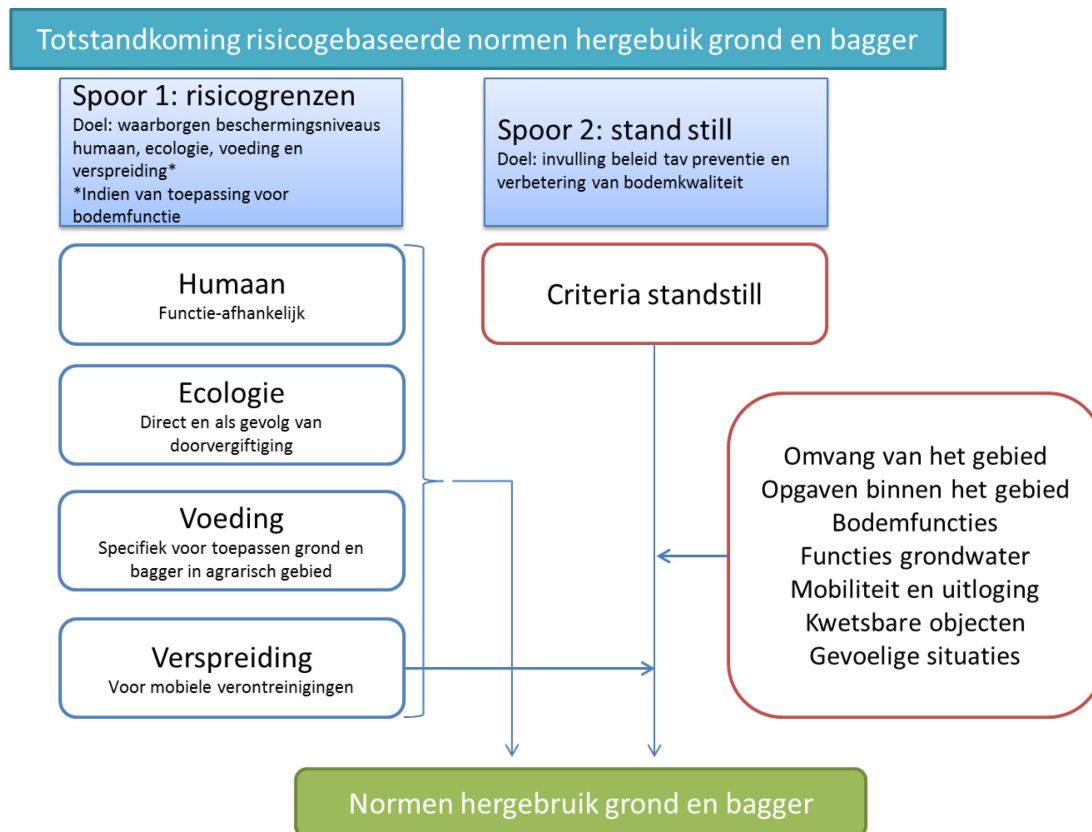 Totstandkoming risicogebaseerde normen hergebuik grond en bagger
Spoor 1: risicogrenzen
Doel: waarborgen beschermingsniveaus
humaan, ecologie, voeding en
verspreiding*
*Indien van toepassing voor
bodemfunctie
Spoor 2: stand still
Doel: invulling beleid tav preventie en
verbetering van bodemkwaliteit
Humaan
Functie-afhankelijk
Criteria standstill
Ecologie
Direct en als gevolg van
doorvergiftiging
Voeding
Specifiek voor toepassen grond en
bagger in agrarisch gebied
Verspreiding
Voor mobiele verontreinigingen
Omvang van het gebied
Opgaven binnen het gebied
Bodemfuncties
Functies grondwater
Mobiliteit en uitloging
Kwetsbare objecten
Gevoelige situaties
Normen hergebruik grond en bagger